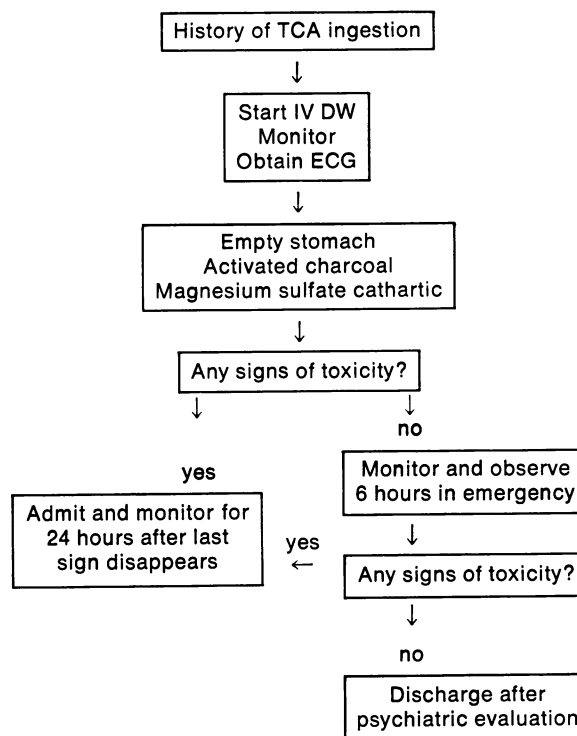 History of TCA ingestion
Start IV DW
Monitor
Obtain ECG
Empty stomach
Activated charcoal
Magnesium sulfate cathartic
Any signs of toxicity?
no
yes
Monitor and observe
6 hours in emergency
Admit and monitor for
24 hours after last
sign disappears
yes
Any signs of toxicity?
no
Discharge after
psychiatric evaluation